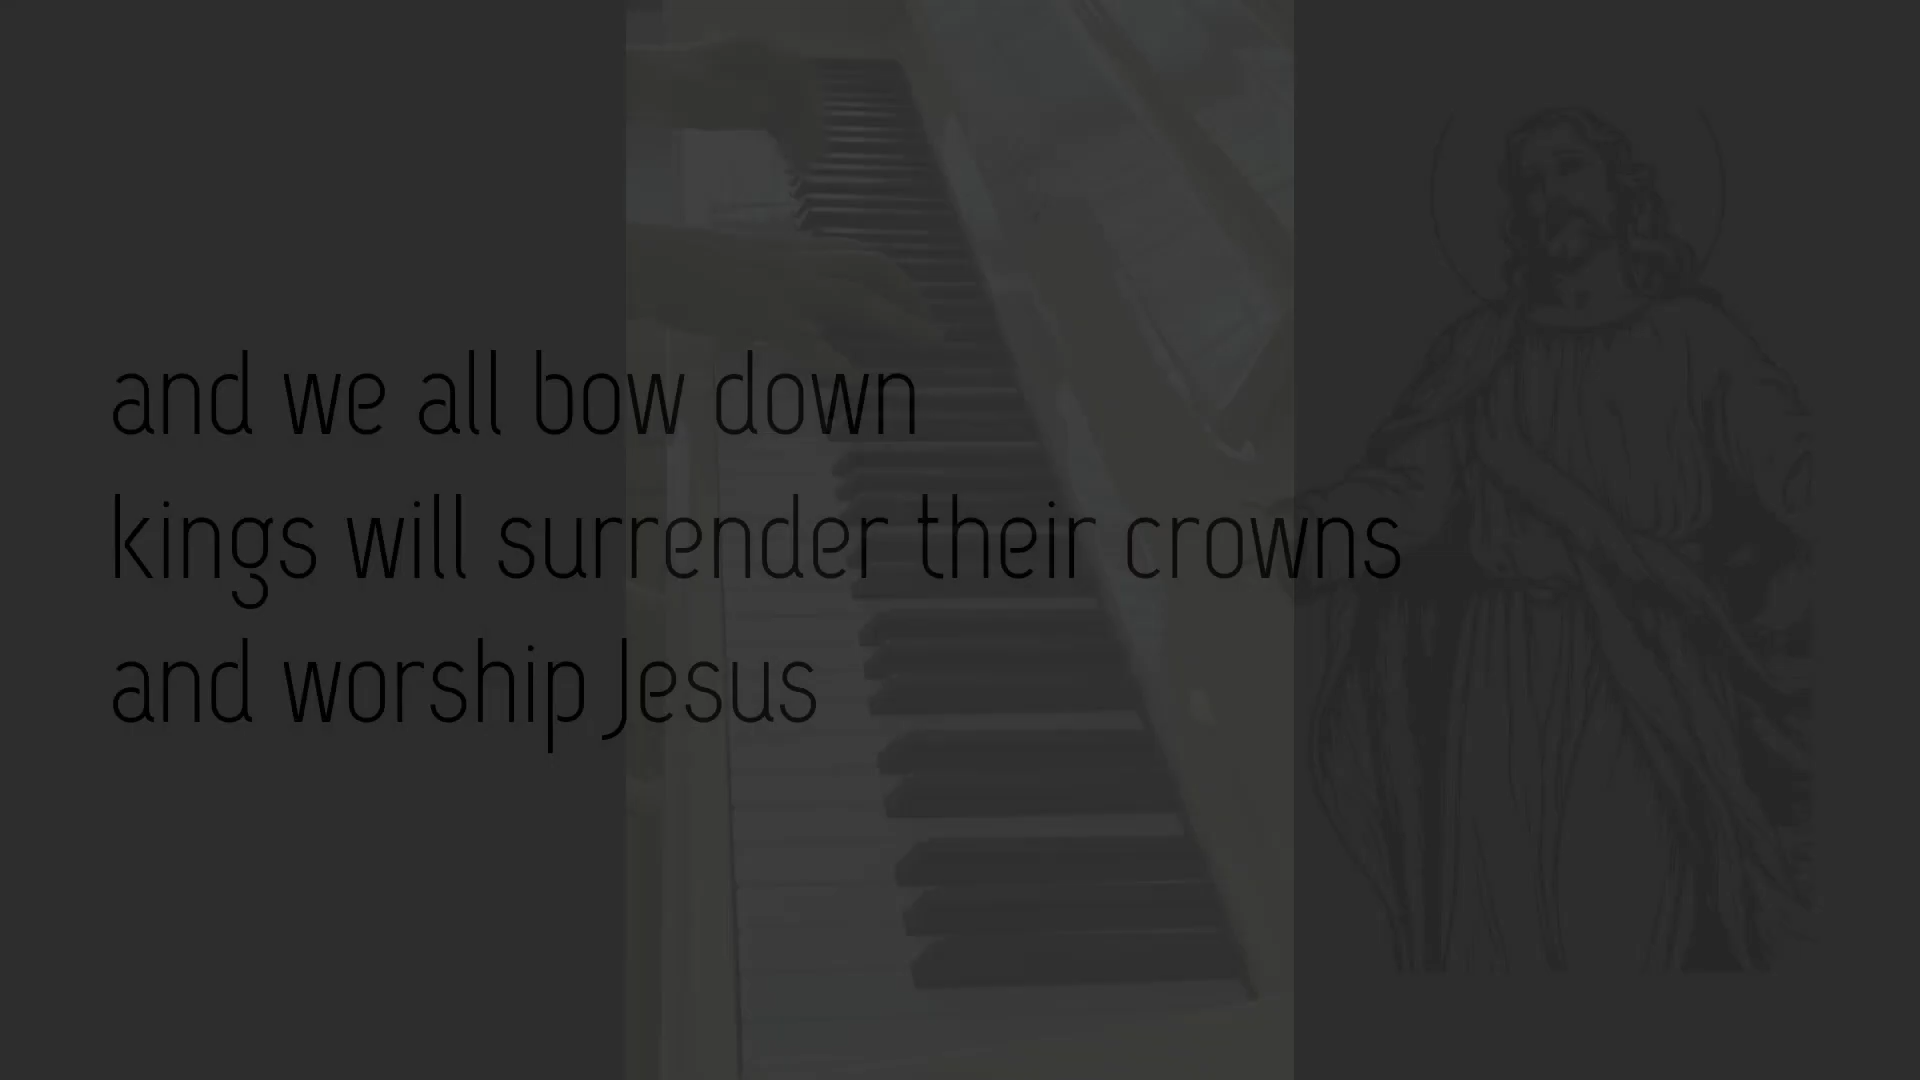 and we all bow down
kings will surrender their crowns
and worship Jesus